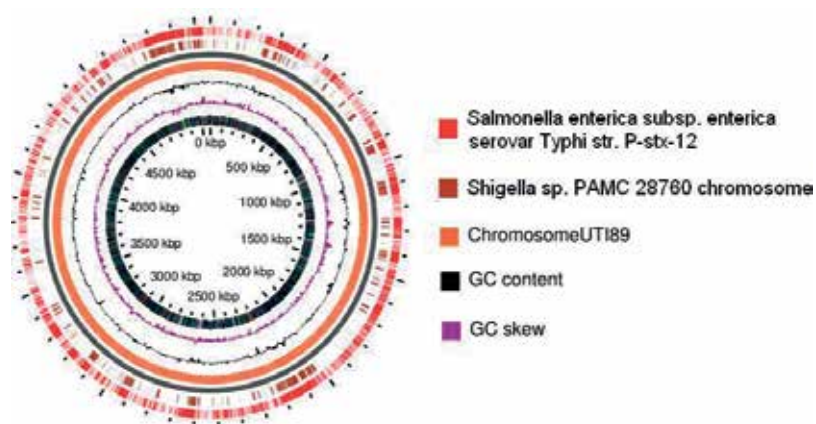 0 kbp
500 kbp
1000 kbp
1500 kbp
2000 kbp
2500 kbp
3000 kbp
3500 kbp
4000 kbp
4500 kbp
Salmonella enterica subsp. enterica
serovar Typhi str. P-stx-12
Shigella sp. PAMC 28760 chromosome
ChromosomeUTI89
GC content
GC skew